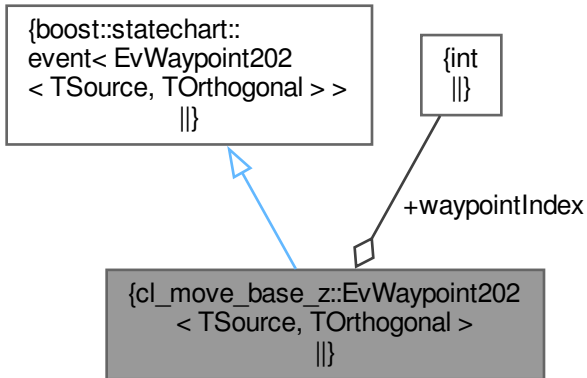 {boost::statechart::
event< EvWaypoint202
< TSource, TOrthogonal > >
||}
{int
||}
+waypointIndex
{cl_move_base_z::EvWaypoint202
< TSource, TOrthogonal >
||}